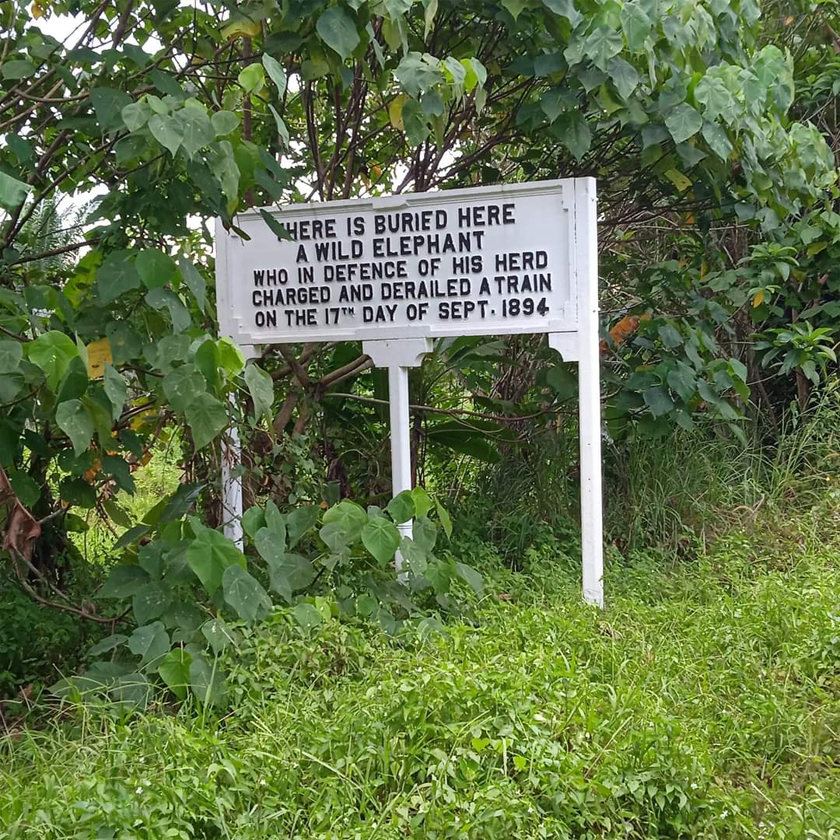 THERE IS BURIED HERE
A WILD ELEPHANT
WHO IN DEFENCE OF HIS HERD
CHARGED AND DERAILED A TRAIN
ON THE 17TH DAY OF SEPT. 1894